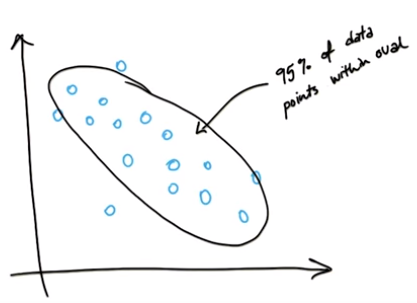 95% of data
points within oval